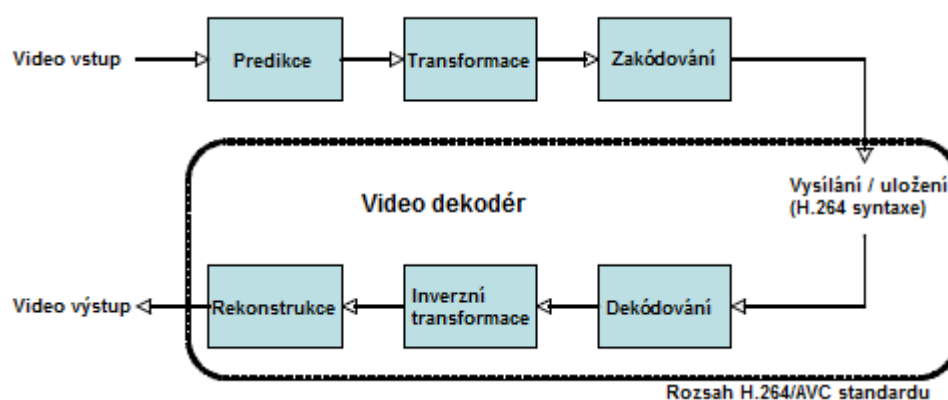 Video vstup
Predikce
Transformace
Zakódování
Vysílání / uložení
(H.264 syntaxe)
Video dekodér
Video výstup
Rekonstrukce
Inverzní
transformace
Dekódování
Rozsah H.264/AVC standardu